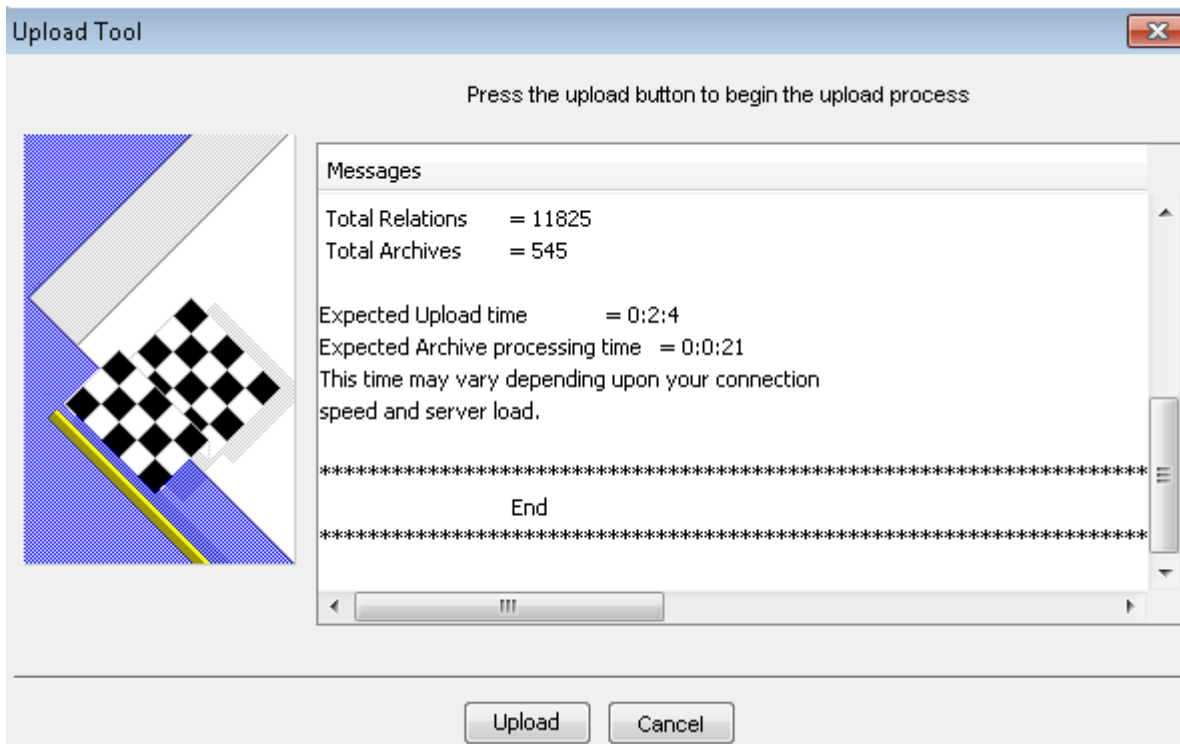 Upload Tool
Press the upload button to begin the upload process
Messages
Total Relations = 11825
Total Archives = 545
Expected Upload time = 0:2:4
Expected Archive processing time = 0:0:21
This time may vary depending upon your connection
speed and server load.
*********************************************************************
End
*********************************************************************
Upload Cancel